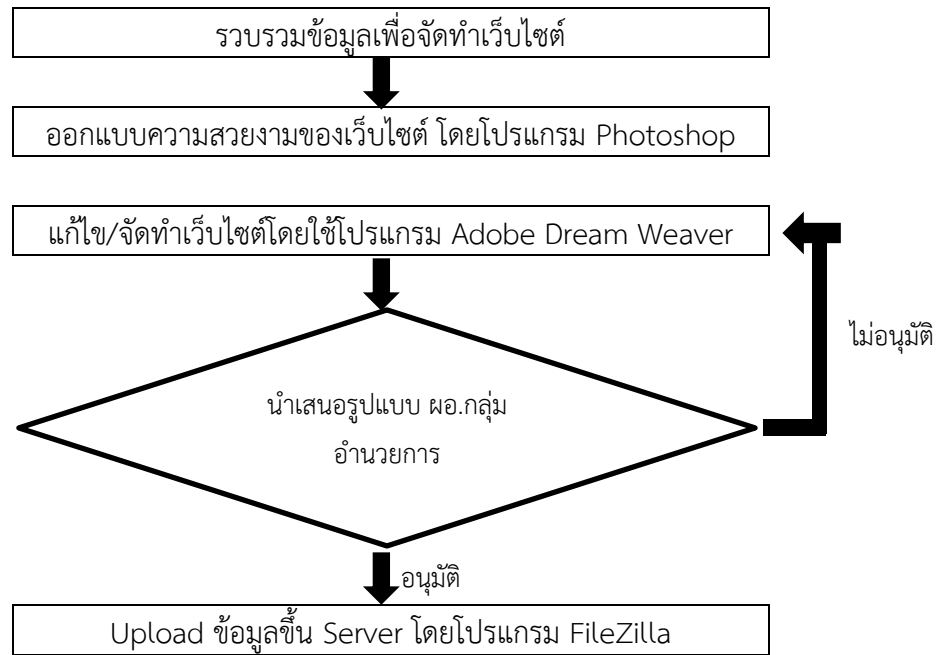 รวบรวมข้อมูลเพื่อจัดทำเว็บไซต์
ออกแบบความสวยงามของเว็บไซต์ โดยโปรแกรม Photoshop
แก้ไข/จัดทำเว็บไซต์โดยใช้โปรแกรม Adobe Dream Weaver
ไม่อนุมัติ
นำเสนอรูปแบบ ผอ.กลุ่ม
อำนวยการ
อนุมัติ
Upload ข้อมูลขึ้น Server โดยโปรแกรม FileZilla